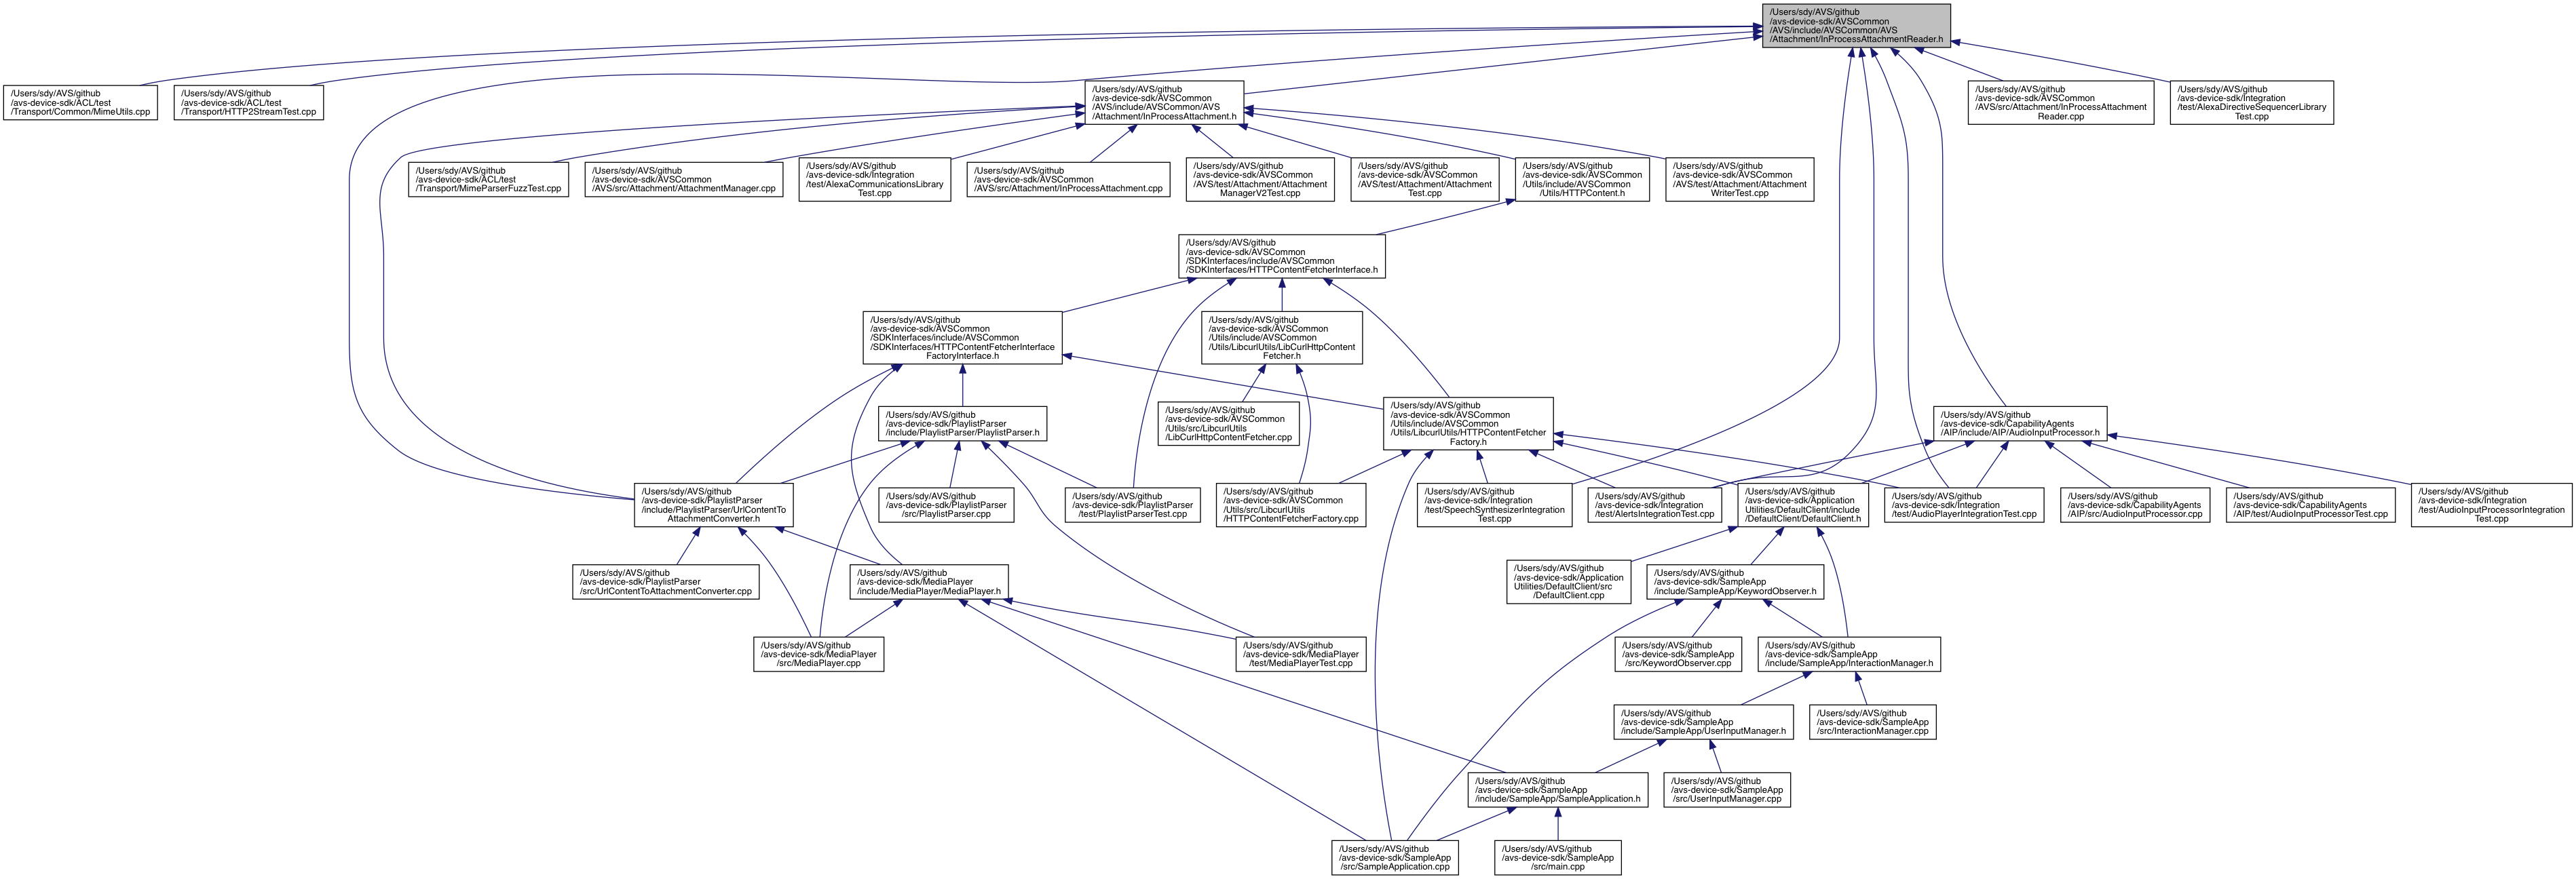 /Users/sdy/AVS/github
/avs-device-sdk/AVSCommon
/AVS/include/AVSCommon/AVS
/Attachment/InProcessAttachmentReader.h
/Users/sdy/AVS/github
/avs-device-sdk/ACL/test
/Transport/Common/MimeUtils.cpp
/Users/sdy/AVS/github
/avs-device-sdk/ACL/test
/Transport/HTTP2StreamTest.cpp
/Users/sdy/AVS/github
/avs-device-sdk/AVSCommon
/AVS/include/AVSCommon/AVS
/Attachment/InProcessAttachment.h
/Users/sdy/AVS/github
/avs-device-sdk/AVSCommon
/AVS/src/Attachment/InProcessAttachment
Reader.cpp
/Users/sdy/AVS/github
/avs-device-sdk/Integration
/test/AlexaDirectiveSequencerLibrary
Test.cpp
/Users/sdy/AVS/github
/avs-device-sdk/ACL/test
/Transport/MimeParserFuzzTest.cpp
/Users/sdy/AVS/github
/avs-device-sdk/AVSCommon
/AVS/src/Attachment/AttachmentManager.cpp
/Users/sdy/AVS/github
/avs-device-sdk/Integration
/test/AlexaCommunicationsLibrary
Test.cpp
/Users/sdy/AVS/github
/avs-device-sdk/AVSCommon
/AVS/src/Attachment/InProcessAttachment.cpp
/Users/sdy/AVS/github
/avs-device-sdk/AVSCommon
/AVS/test/Attachment/Attachment
ManagerV2Test.cpp
/Users/sdy/AVS/github
/avs-device-sdk/AVSCommon
/AVS/test/Attachment/Attachment
Test.cpp
/Users/sdy/AVS/github
/avs-device-sdk/AVSCommon
/Utils/include/AVSCommon
/Utils/HTTPContent.h
/Users/sdy/AVS/github
/avs-device-sdk/AVSCommon
/AVS/test/Attachment/Attachment
WriterTest.cpp
/Users/sdy/AVS/github
/avs-device-sdk/AVSCommon
/SDKInterfaces/include/AVSCommon
/SDKInterfaces/HTTPContentFetcherInterface.h
/Users/sdy/AVS/github
/avs-device-sdk/AVSCommon
/SDKInterfaces/include/AVSCommon
/SDKInterfaces/HTTPContentFetcherInterface
FactoryInterface.h
/Users/sdy/AVS/github
/avs-device-sdk/AVSCommon
/Utils/include/AVSCommon
/Utils/LibcurlUtils/LibCurlHttpContent
Fetcher.h
/Users/sdy/AVS/github
/avs-device-sdk/PlaylistParser
/include/PlaylistParser/PlaylistParser.h
/Users/sdy/AVS/github
/avs-device-sdk/AVSCommon
/Utils/src/LibcurlUtils
/LibCurlHttpContentFetcher.cpp
/Users/sdy/AVS/github
/avs-device-sdk/AVSCommon
/Utils/include/AVSCommon
/Utils/LibcurlUtils/HTTPContentFetcher
Factory.h
/Users/sdy/AVS/github
/avs-device-sdk/CapabilityAgents
/AIP/include/AIP/AudioInputProcessor.h
/Users/sdy/AVS/github
/avs-device-sdk/PlaylistParser
/include/PlaylistParser/UrlContentTo
AttachmentConverter.h
/Users/sdy/AVS/github
/avs-device-sdk/PlaylistParser
/src/PlaylistParser.cpp
/Users/sdy/AVS/github
/avs-device-sdk/PlaylistParser
/test/PlaylistParserTest.cpp
/Users/sdy/AVS/github
/avs-device-sdk/AVSCommon
/Utils/src/LibcurlUtils
/HTTPContentFetcherFactory.cpp
/Users/sdy/AVS/github
/avs-device-sdk/Integration
/test/SpeechSynthesizerIntegration
Test.cpp
/Users/sdy/AVS/github
/avs-device-sdk/Integration
/test/AlertsIntegrationTest.cpp
/Users/sdy/AVS/github
/avs-device-sdk/Application
Utilities/DefaultClient/include
/DefaultClient/DefaultClient.h
/Users/sdy/AVS/github
/avs-device-sdk/Integration
/test/AudioPlayerIntegrationTest.cpp
/Users/sdy/AVS/github
/avs-device-sdk/CapabilityAgents
/AIP/src/AudioInputProcessor.cpp
/Users/sdy/AVS/github
/avs-device-sdk/CapabilityAgents
/AIP/test/AudioInputProcessorTest.cpp
/Users/sdy/AVS/github
/avs-device-sdk/Integration
/test/AudioInputProcessorIntegration
Test.cpp
/Users/sdy/AVS/github
/avs-device-sdk/PlaylistParser
/src/UrlContentToAttachmentConverter.cpp
/Users/sdy/AVS/github
/avs-device-sdk/MediaPlayer
/include/MediaPlayer/MediaPlayer.h
/Users/sdy/AVS/github
/avs-device-sdk/Application
Utilities/DefaultClient/src
/DefaultClient.cpp
/Users/sdy/AVS/github
/avs-device-sdk/SampleApp
/include/SampleApp/KeywordObserver.h
/Users/sdy/AVS/github
/avs-device-sdk/MediaPlayer
/src/MediaPlayer.cpp
/Users/sdy/AVS/github
/avs-device-sdk/MediaPlayer
/test/MediaPlayerTest.cpp
/Users/sdy/AVS/github
/avs-device-sdk/SampleApp
/src/KeywordObserver.cpp
/Users/sdy/AVS/github
/avs-device-sdk/SampleApp
/include/SampleApp/InteractionManager.h
/Users/sdy/AVS/github
/avs-device-sdk/SampleApp
/include/SampleApp/UserInputManager.h
/Users/sdy/AVS/github
/avs-device-sdk/SampleApp
/src/InteractionManager.cpp
/Users/sdy/AVS/github
/avs-device-sdk/SampleApp
/include/SampleApp/SampleApplication.h
/Users/sdy/AVS/github
/avs-device-sdk/SampleApp
/src/UserInputManager.cpp
/Users/sdy/AVS/github
/avs-device-sdk/SampleApp
/src/SampleApplication.cpp
/Users/sdy/AVS/github
/avs-device-sdk/SampleApp
/src/main.cpp